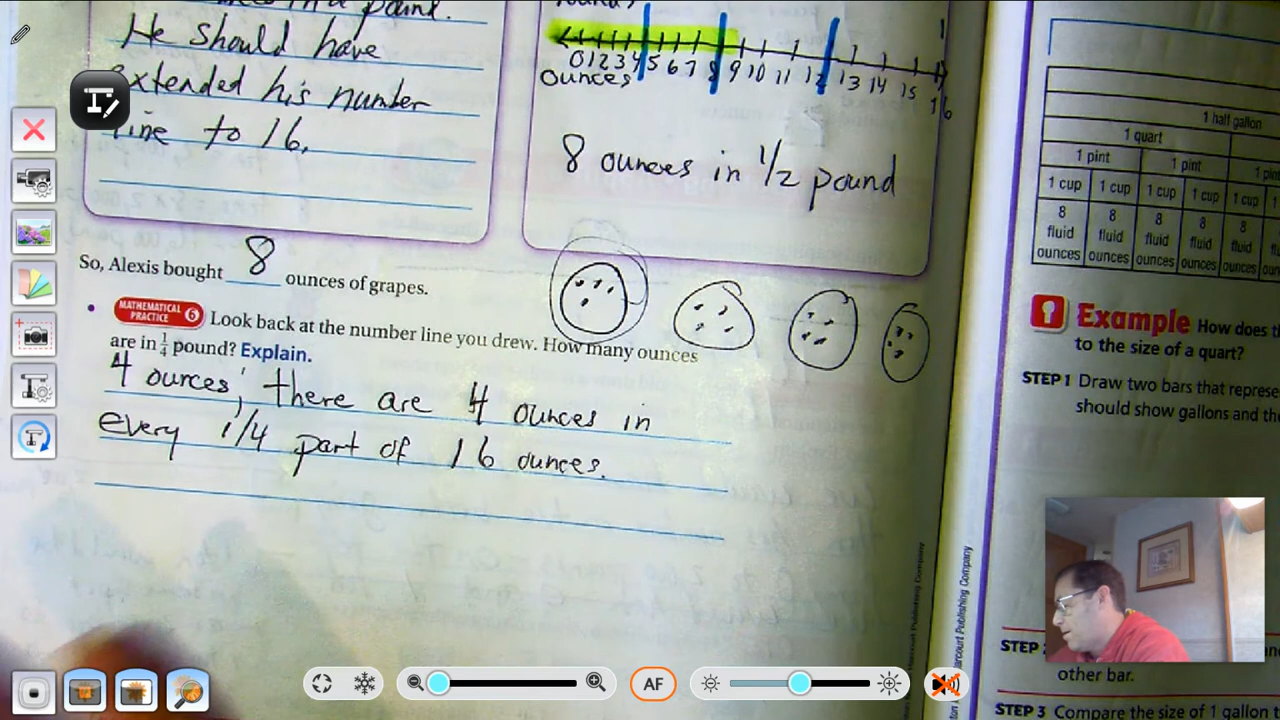 in a pound.
He should have
extended his number
line to 16.
0 1 2 3 4 5 6 7 8 9 10 11 12 13 14 15 16
Ounces
8 ounces in 1/2 pound
So, Alexis bought 8 ounces of grapes.
• MATHEMATICAL PRACTICE 6 Look back at the number line you drew. How many ounces
are in 1/4 pound? Explain.
4 ounces; there are 4 ounces in
every 1/4 part of 16 ounces.
Harcourt Publishing Company
1 half gallon
1 quart
1 pint 1 pint
1 cup 1 cup 1 cup 1 cup 1 cup
8 fluid ounces 8 fluid ounces 8 fluid ounces 8 fluid ounces 8 fluid ounces
Example How does
to the size of a quart?
STEP 1 Draw two bars that represe
should show gallons and th
STEP
other bar.
STEP 3 Compare the size of 1 gallon
Harcourt Publishing Company
AF